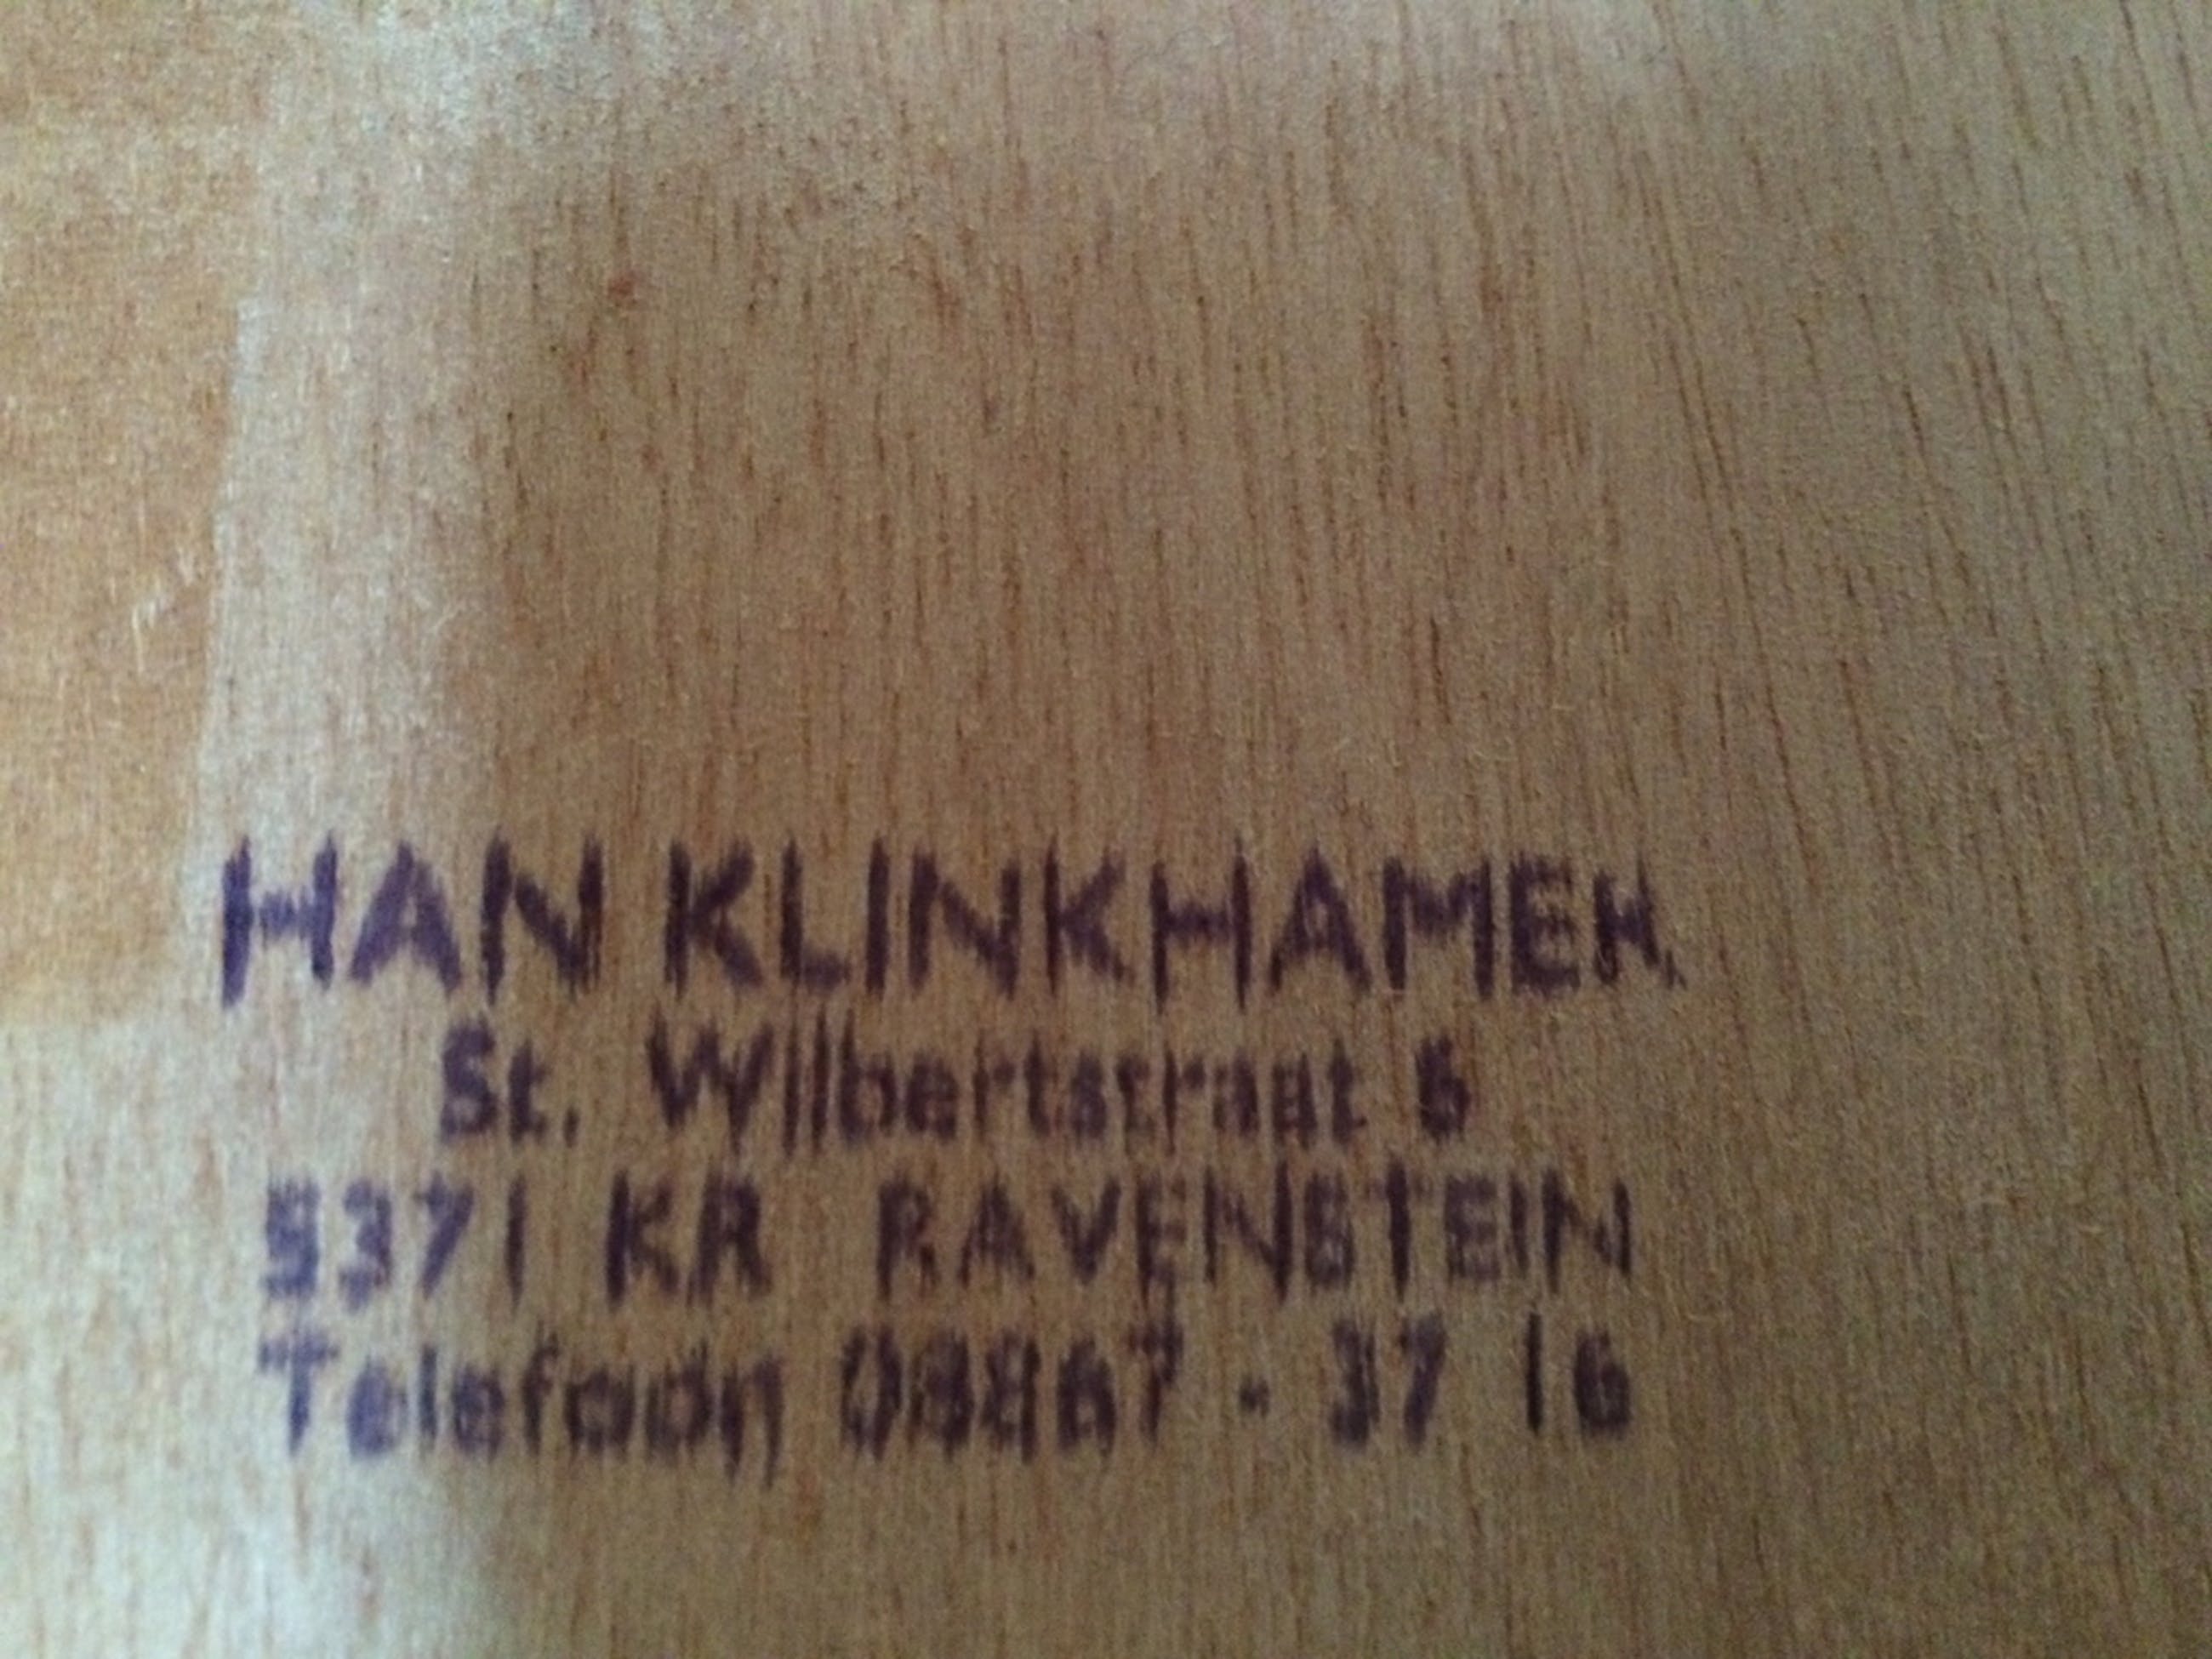 HAN KLINKHAMER
St. Wilbertstraat 6
5371 KR RAVENSTEIN
Telefoon 08867 - 37 16